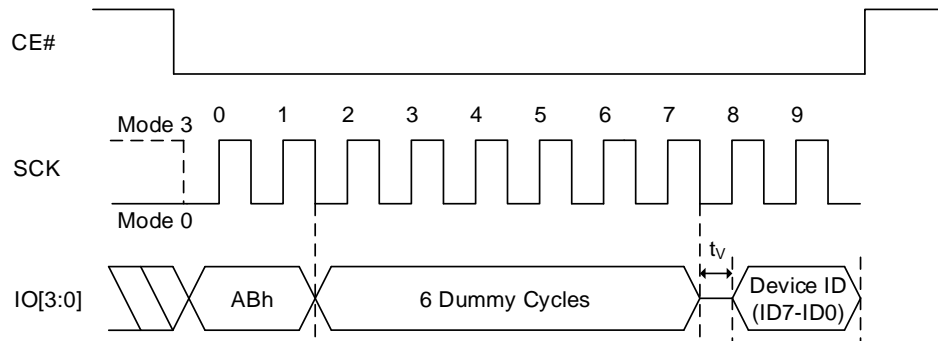 CE#
0 1 2 3 4 5 6 7 8 9
Mode 3
SCK
Mode 0
tV
IO[3:0]
ABh
6 Dummy Cycles
Device ID
(ID7-ID0)